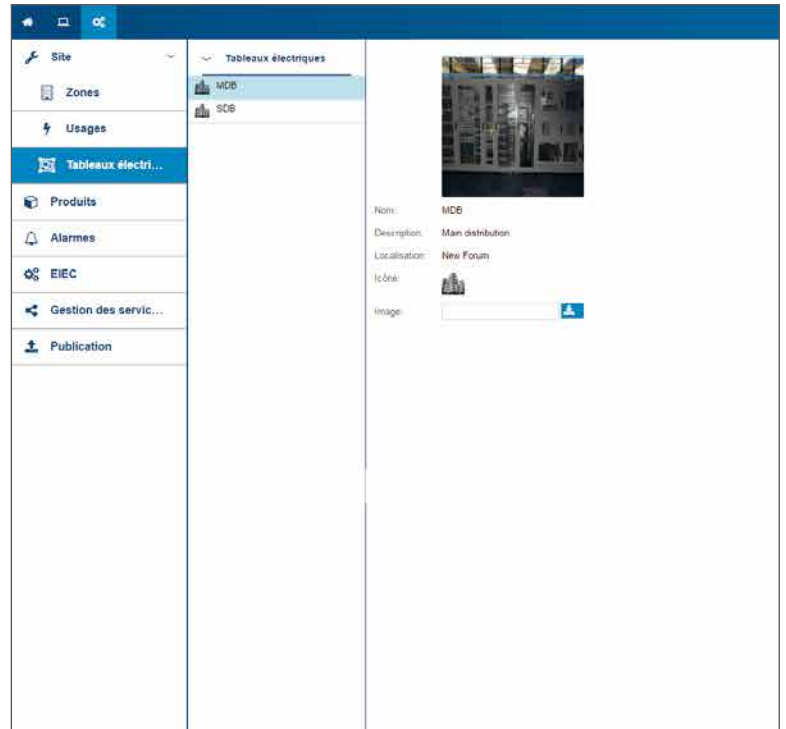 Site
Zones
Usages
Tableaux électri...
Produits
Alarmes
EIEC
Gestion des servic...
Publication
Tableaux électriques
MDB
SDB
Nom: MDB
Description: Main distribution
Localisation: New Forum
Icône:
Image: